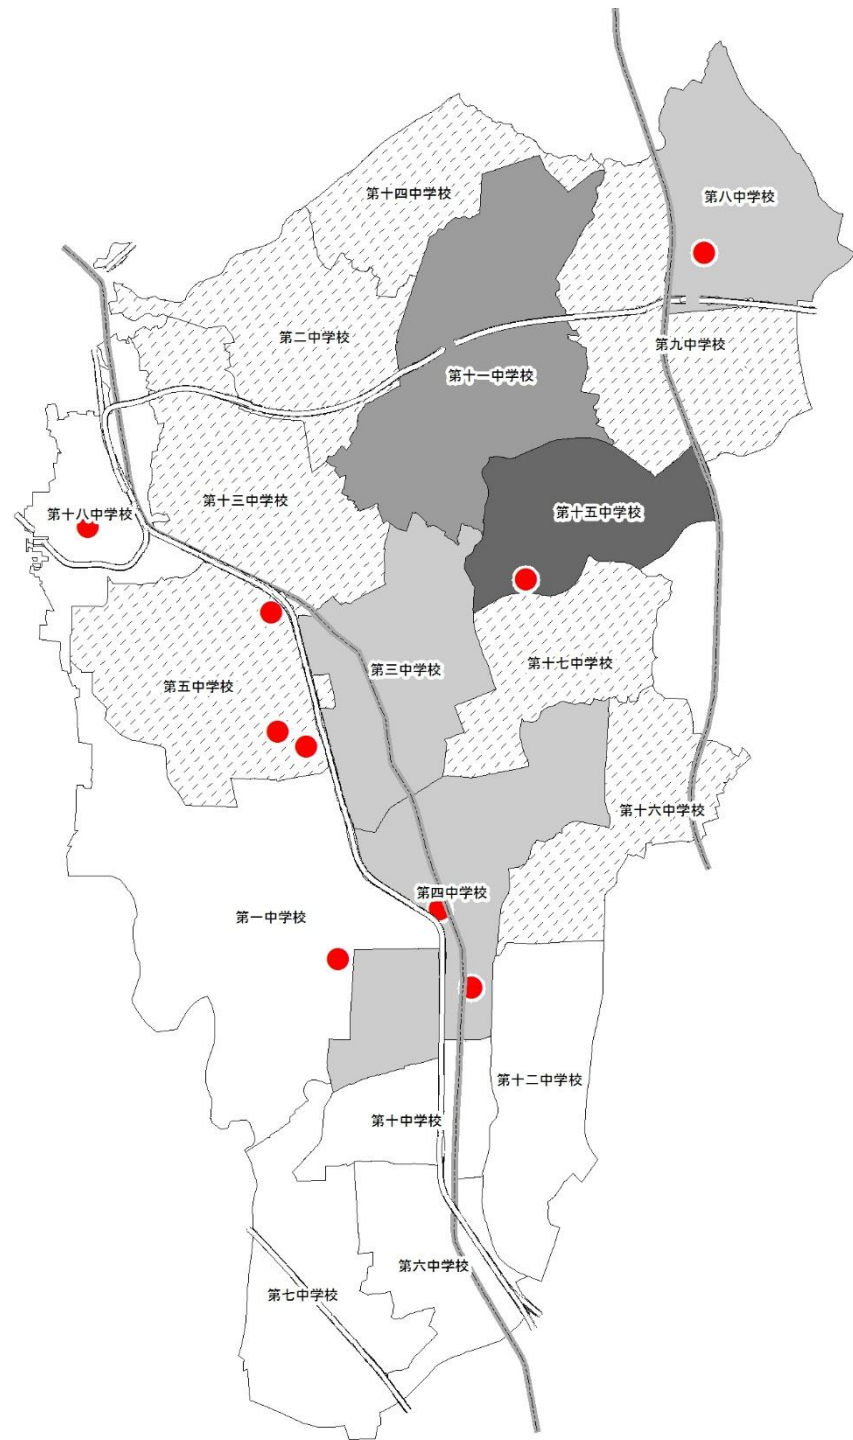 第十四中学校
第八中学校
第二中学校
第九中学校
第十一中学校
第十三中学校
第十八中学校
第十五中学校
第十七中学校
第三中学校
第五中学校
第十六中学校
第四中学校
第一中学校
第十二中学校
第十中学校
第六中学校
第七中学校